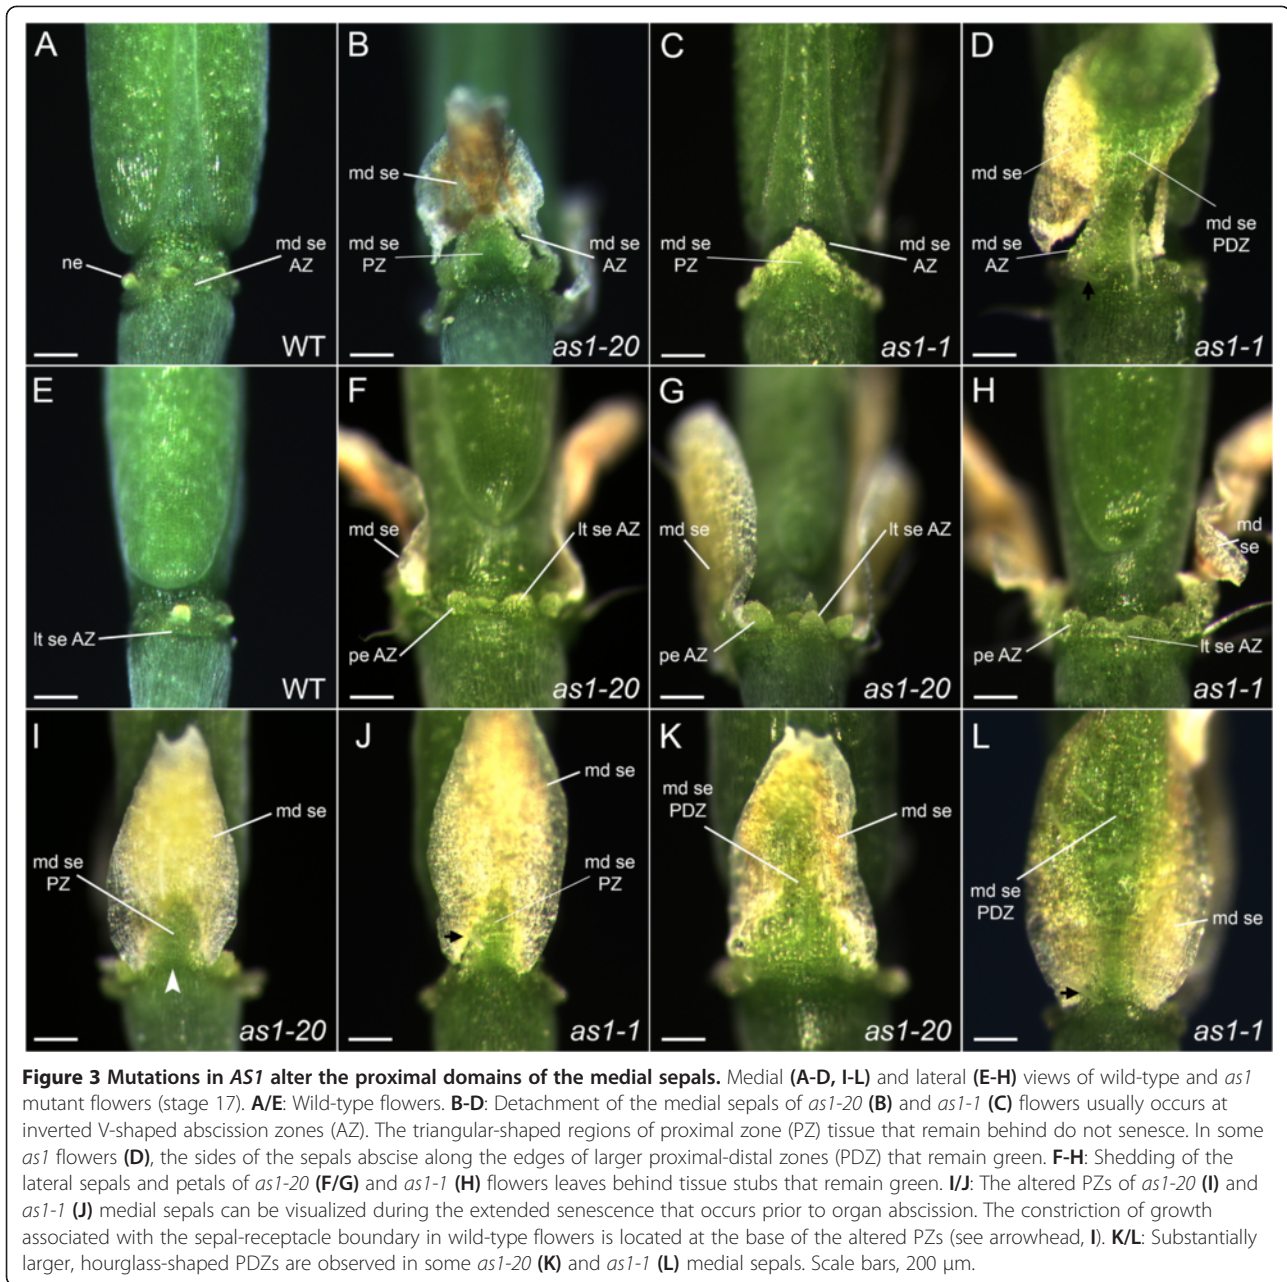 A
ne
md se
AZ
WT
B
md se
md se
PZ
md se
AZ
as1-20
C
md se
PZ
md se
AZ
as1-1
D
md se
md se
PDZ
md se
AZ
as1-1
E
lt se AZ
WT
F
md se
lt se AZ
pe AZ
as1-20
G
md se
lt se AZ
pe AZ
as1-20
H
md
se
pe AZ
lt se AZ
as1-1
I
md se
md se
PZ
as1-20
J
md se
md se
PZ
as1-1
K
md se
PDZ
md se
as1-20
L
md se
PDZ
md se
as1-1
Figure 3 Mutations in AS1 alter the proximal domains of the medial sepals. Medial (A-D, I-L) and lateral (E-H) views of wild-type and as1
mutant flowers (stage 17). A/E: Wild-type flowers. B-D: Detachment of the medial sepals of as1-20 (B) and as1-1 (C) flowers usually occurs at
inverted V-shaped abscission zones (AZ). The triangular-shaped regions of proximal zone (PZ) tissue that remain behind do not senesce. In some
as1 flowers (D), the sides of the sepals abscise along the edges of larger proximal-distal zones (PDZ) that remain green. F-H: Shedding of the
lateral sepals and petals of as1-20 (F/G) and as1-1 (H) flowers leaves behind tissue stubs that remain green. I/J: The altered PZs of as1-20 (I) and
as1-1 (J) medial sepals can be visualized during the extended senescence that occurs prior to organ abscission. The constriction of growth
associated with the sepal-receptacle boundary in wild-type flowers is located at the base of the altered PZs (see arrowhead, I). K/L: Substantially
larger, hourglass-shaped PDZs are observed in some as1-20 (K) and as1-1 (L) medial sepals. Scale bars, 200 μm.